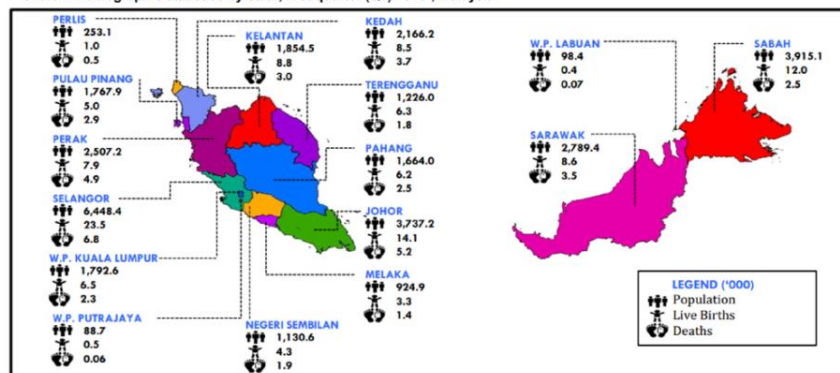 PERLIS
253.1
1.0
0.5
PULAU PINANG
1,767.9
5.0
2.9
PERAK
2,507.2
7.9
4.9
SELANGOR
6,448.4
23.5
6.8
W.P. KUALA LUMPUR
1,792.6
6.5
2.3
W.P. PUTRAJAYA
88.7
0.5
0.06
KELANTAN
1,854.5
8.8
3.0
KEDAH
2,166.2
8.5
3.7
TERENGGANU
1,226.0
6.3
1.8
PAHANG
1,664.0
6.2
2.5
JOHOR
3,737.2
14.1
5.2
MELAKA
924.9
3.3
1.4
NEGERI SEMBILAN
1,130.6
4.3
1.9
W.P. LABUAN
98.4
0.4
0.07
SABAH
3,915.1
12.0
2.5
SARAWAK
2,789.4
8.6
3.5
LEGEND ('000)
Population
Live Births
Deaths